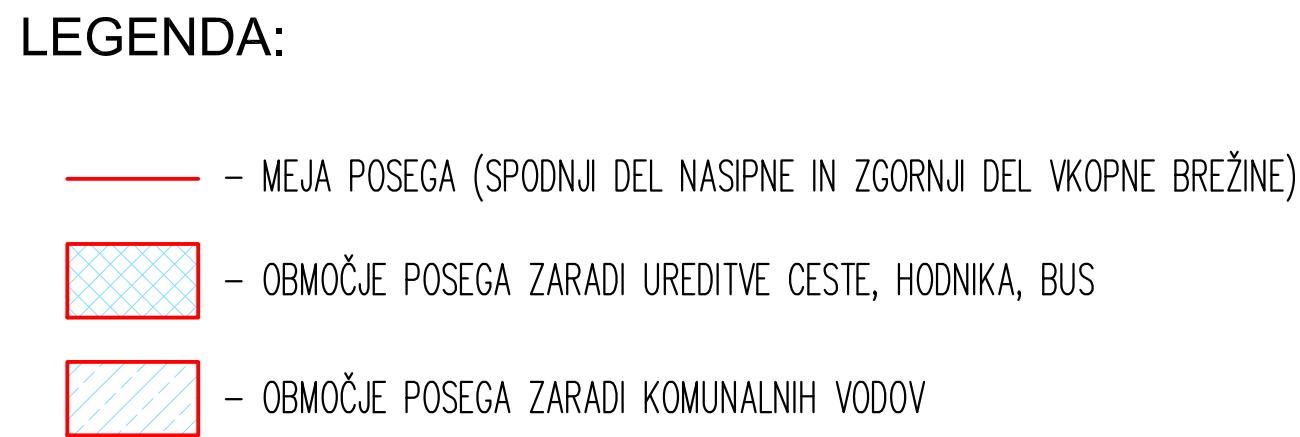 LEGENDA:
– MEJA POSEGA (SPODNJI DEL NASIPNE IN ZGORNJI DEL VKOPNE BREŽINE)
– OBMOČJE POSEGA ZARADI UREDITVE CESTE, HODNIKA, BUS
– OBMOČJE POSEGA ZARADI KOMUNALNIH VODOV